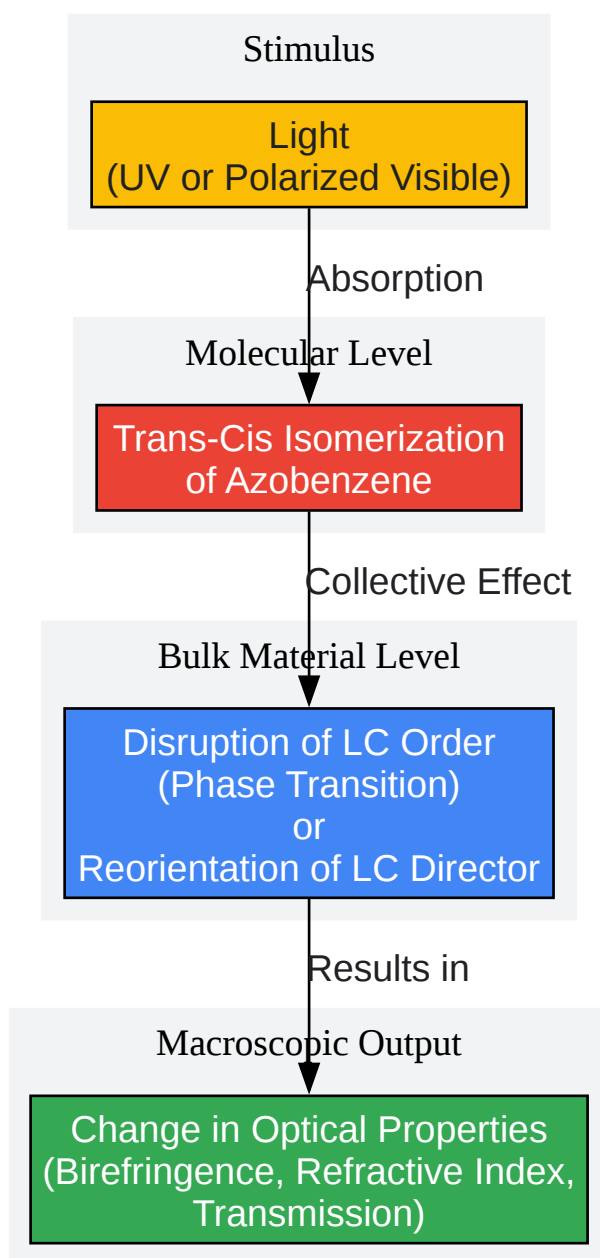 Stimulus
Light
(UV or Polarized Visible)
Absorption
Molecular Level
Trans-Cis Isomerization
of Azobenzene
Collective Effect
Bulk Material Level
Disruption of LC Order
(Phase Transition)
or
Reorientation of LC Director
Results in
Macroscopic Output
Change in Optical Properties
(Birefringence, Refractive Index,
Transmission)